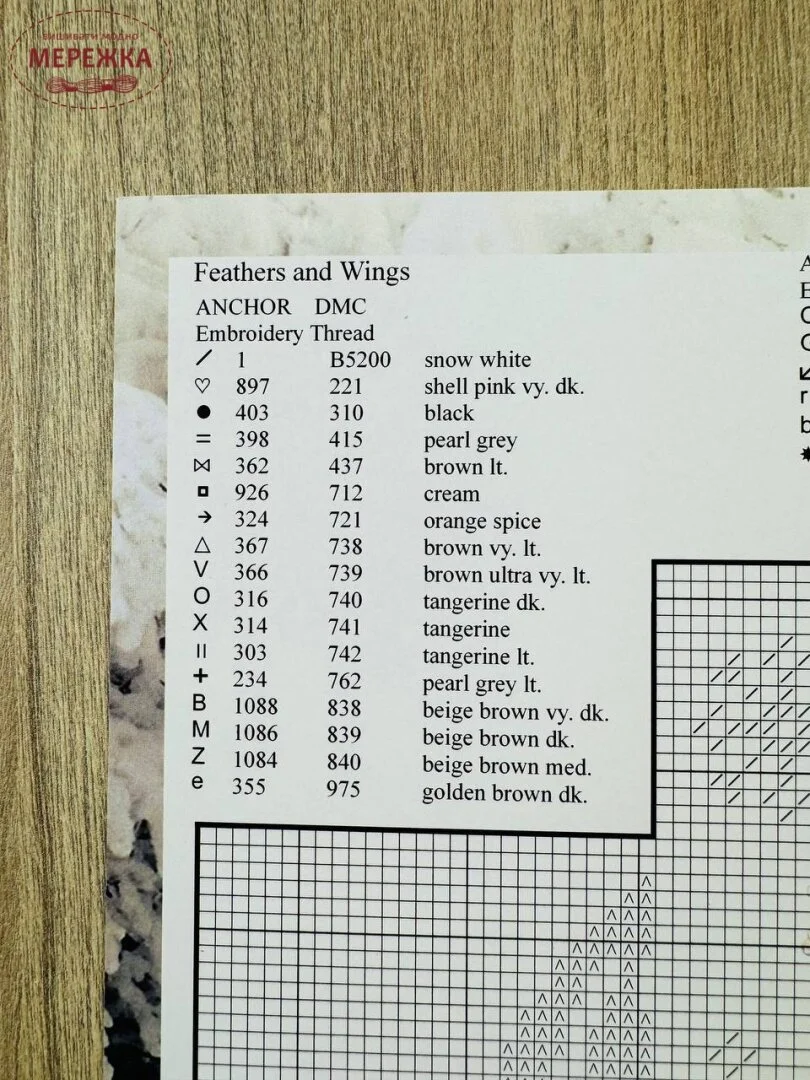 ВИШИВАТИ МОДНО
МЕРЕЖКА
Feathers and Wings
ANCHOR DMC
Embroidery Thread
/ 1 B5200 snow white
♡ 897 221 shell pink vy. dk.
● 403 310 black
= 398 415 pearl grey
⋈ 362 437 brown lt.
◘ 926 712 cream
→ 324 721 orange spice
△ 367 738 brown vy. lt.
V 366 739 brown ultra vy. lt.
O 316 740 tangerine dk.
X 314 741 tangerine
|| 303 742 tangerine lt.
+ 234 762 pearl grey lt.
B 1088 838 beige brown vy. dk.
M 1086 839 beige brown dk.
Z 1084 840 beige brown med.
e 355 975 golden brown dk.